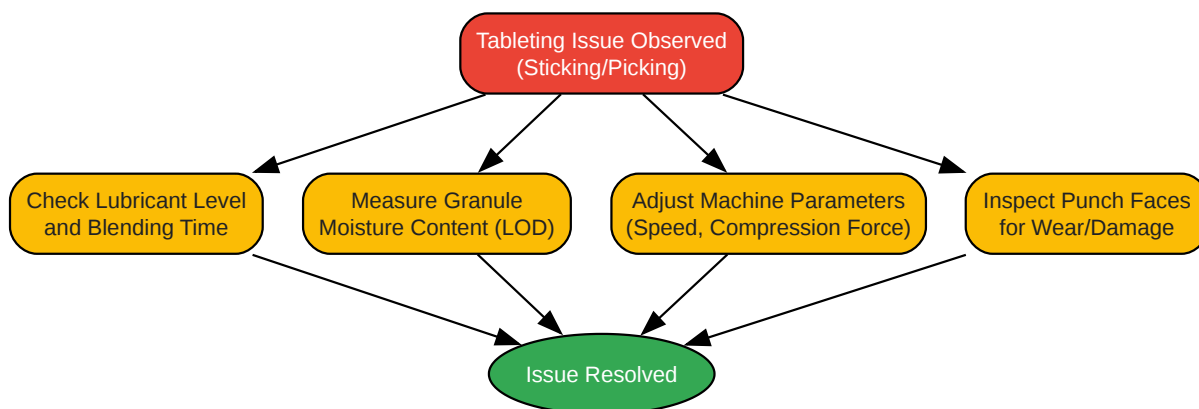 Tableting Issue Observed
(Sticking/Picking)
Check Lubricant Level
and Blending Time
Measure Granule
Moisture Content (LOD)
Adjust Machine Parameters
(Speed, Compression Force)
Inspect Punch Faces
for Wear/Damage
Issue Resolved